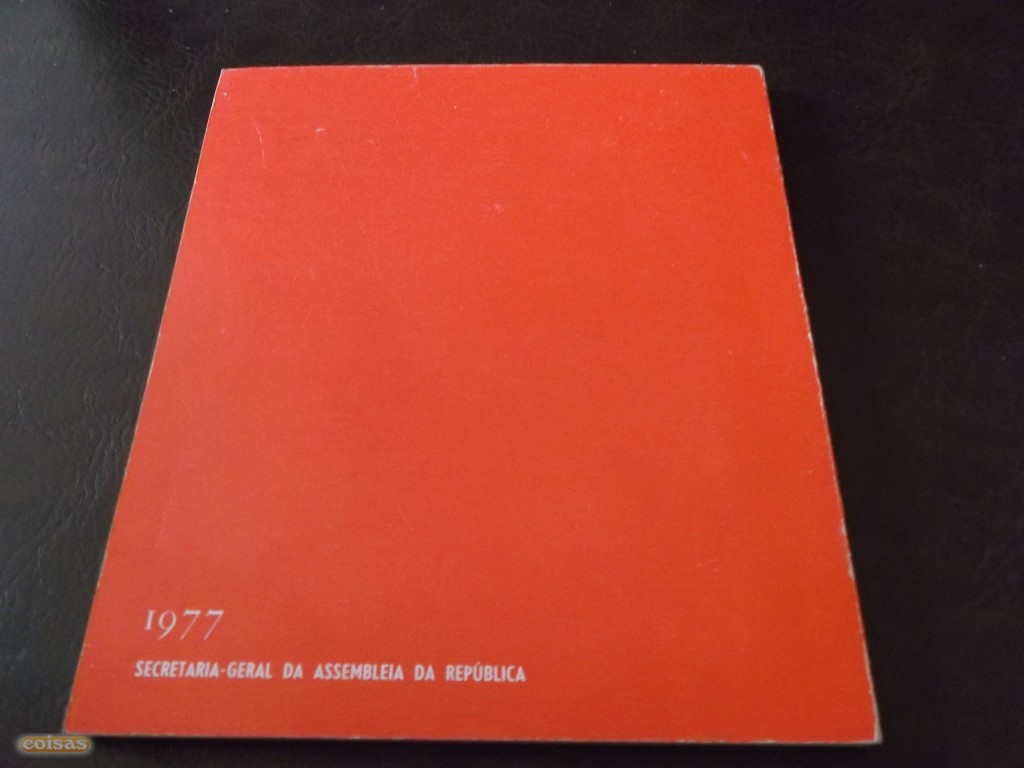 1977
SECRETARIA-GERAL DA ASSEMBLEIA DA REPÚBLICA
coisas